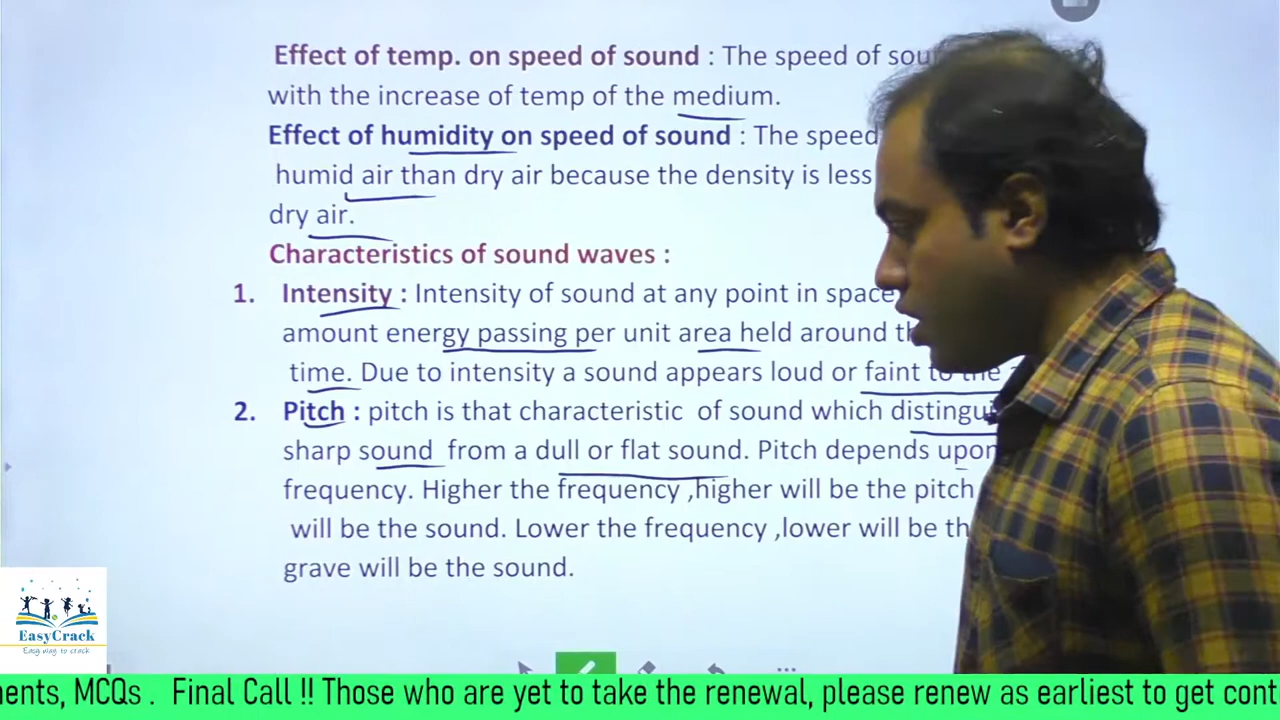 Effect of temp. on speed of sound : The speed of
with the increase of temp of the medium.
Effect of humidity on speed of sound : The speed
humid air than dry air because the density is less
dry air.
Characteristics of sound waves :
1. Intensity : Intensity of sound at any point in space
amount energy passing per unit area held around
time. Due to intensity a sound appears loud or faint to the
2. Pitch : pitch is that characteristic of sound which
sharp sound from a dull or flat sound. Pitch depends upon
frequency. Higher the frequency ,higher will be the pitch
will be the sound. Lower the frequency ,lower will be
grave will be the sound.
EasyCrack
Easy way to crack
MCQs . Final Call !! Those who are yet to take the renewal, please renew as earliest to get